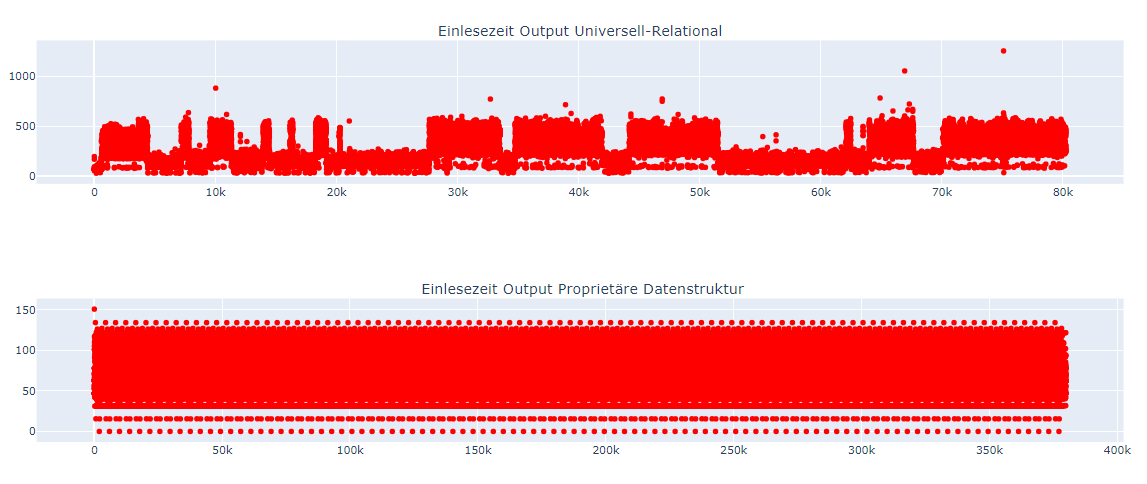 Einlesezeit Output Universell-Relational
1000
500
0
0 10k 20k 30k 40k 50k 60k 70k 80k
Einlesezeit Output Proprietäre Datenstruktur
150
100
50
0
0 50k 100k 150k 200k 250k 300k 350k 400k